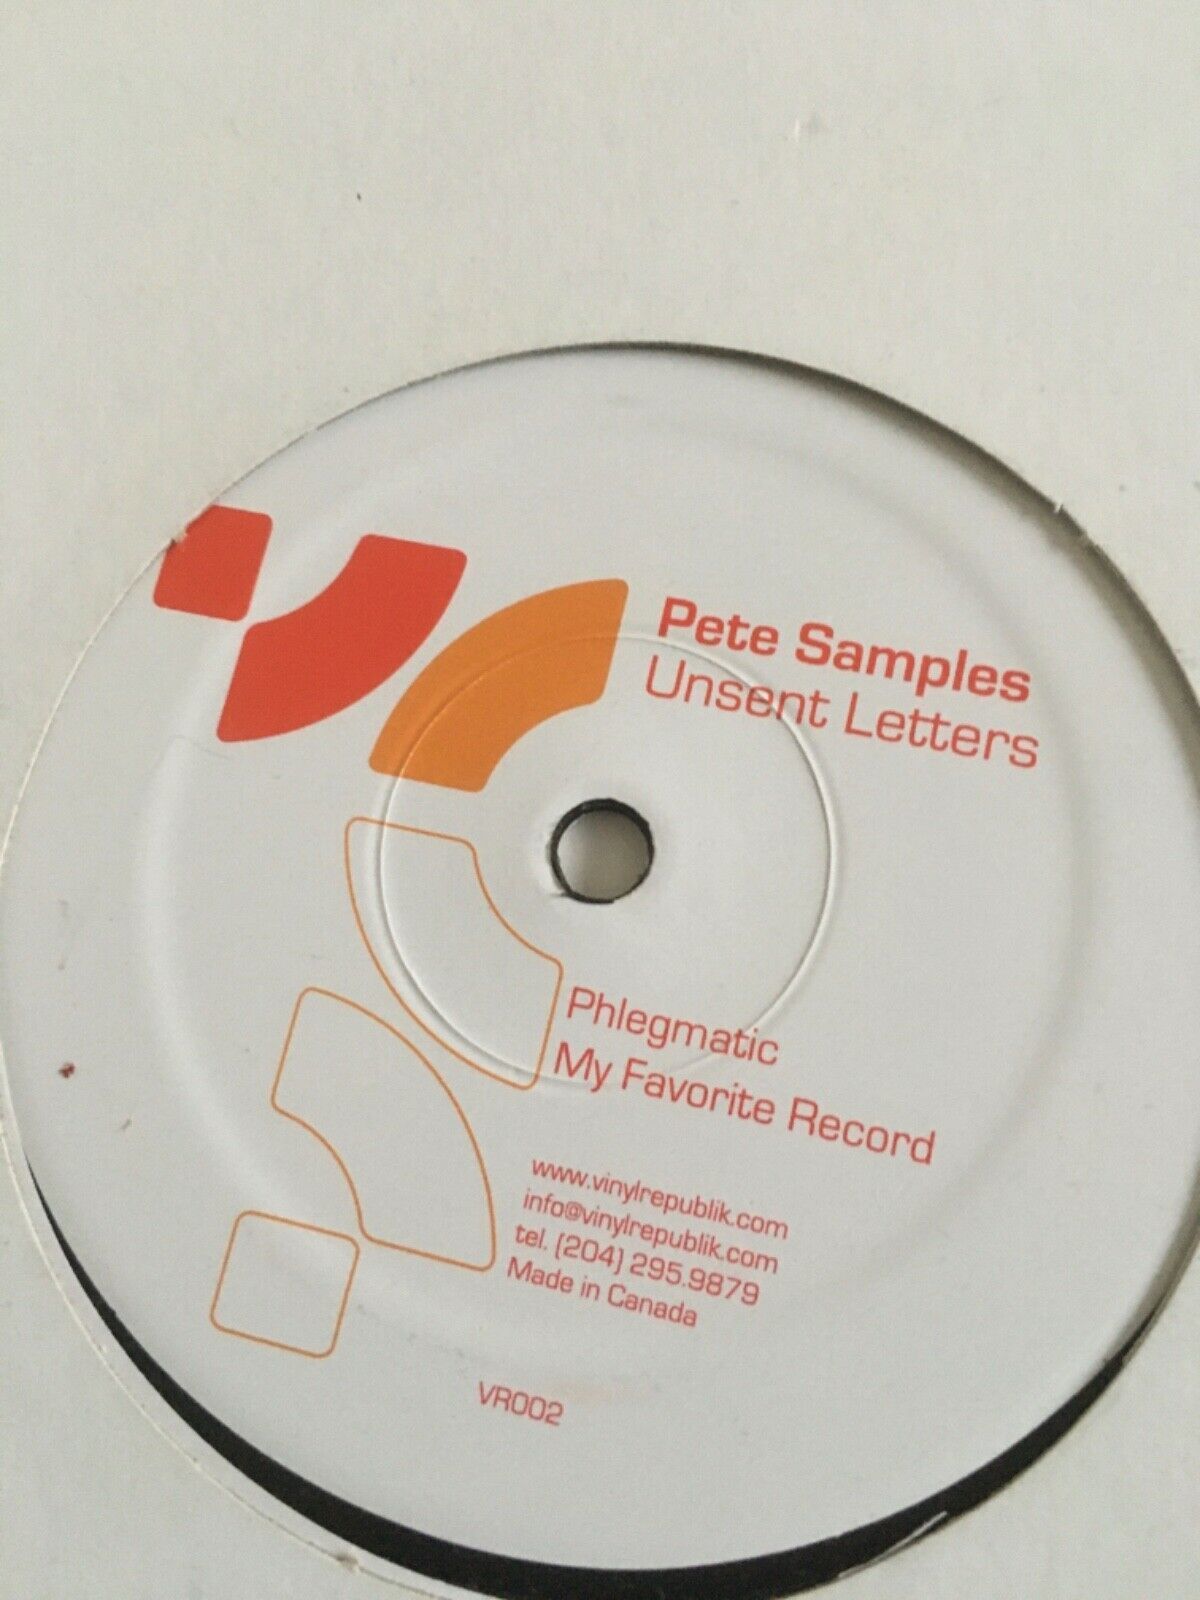 Pete Samples
Unsent Letters
Phlegmatic
My Favorite Record
www.vinylrepublik.com
info@vinylrepublik.com
tel. (204) 295.9879
Made in Canada
VR002